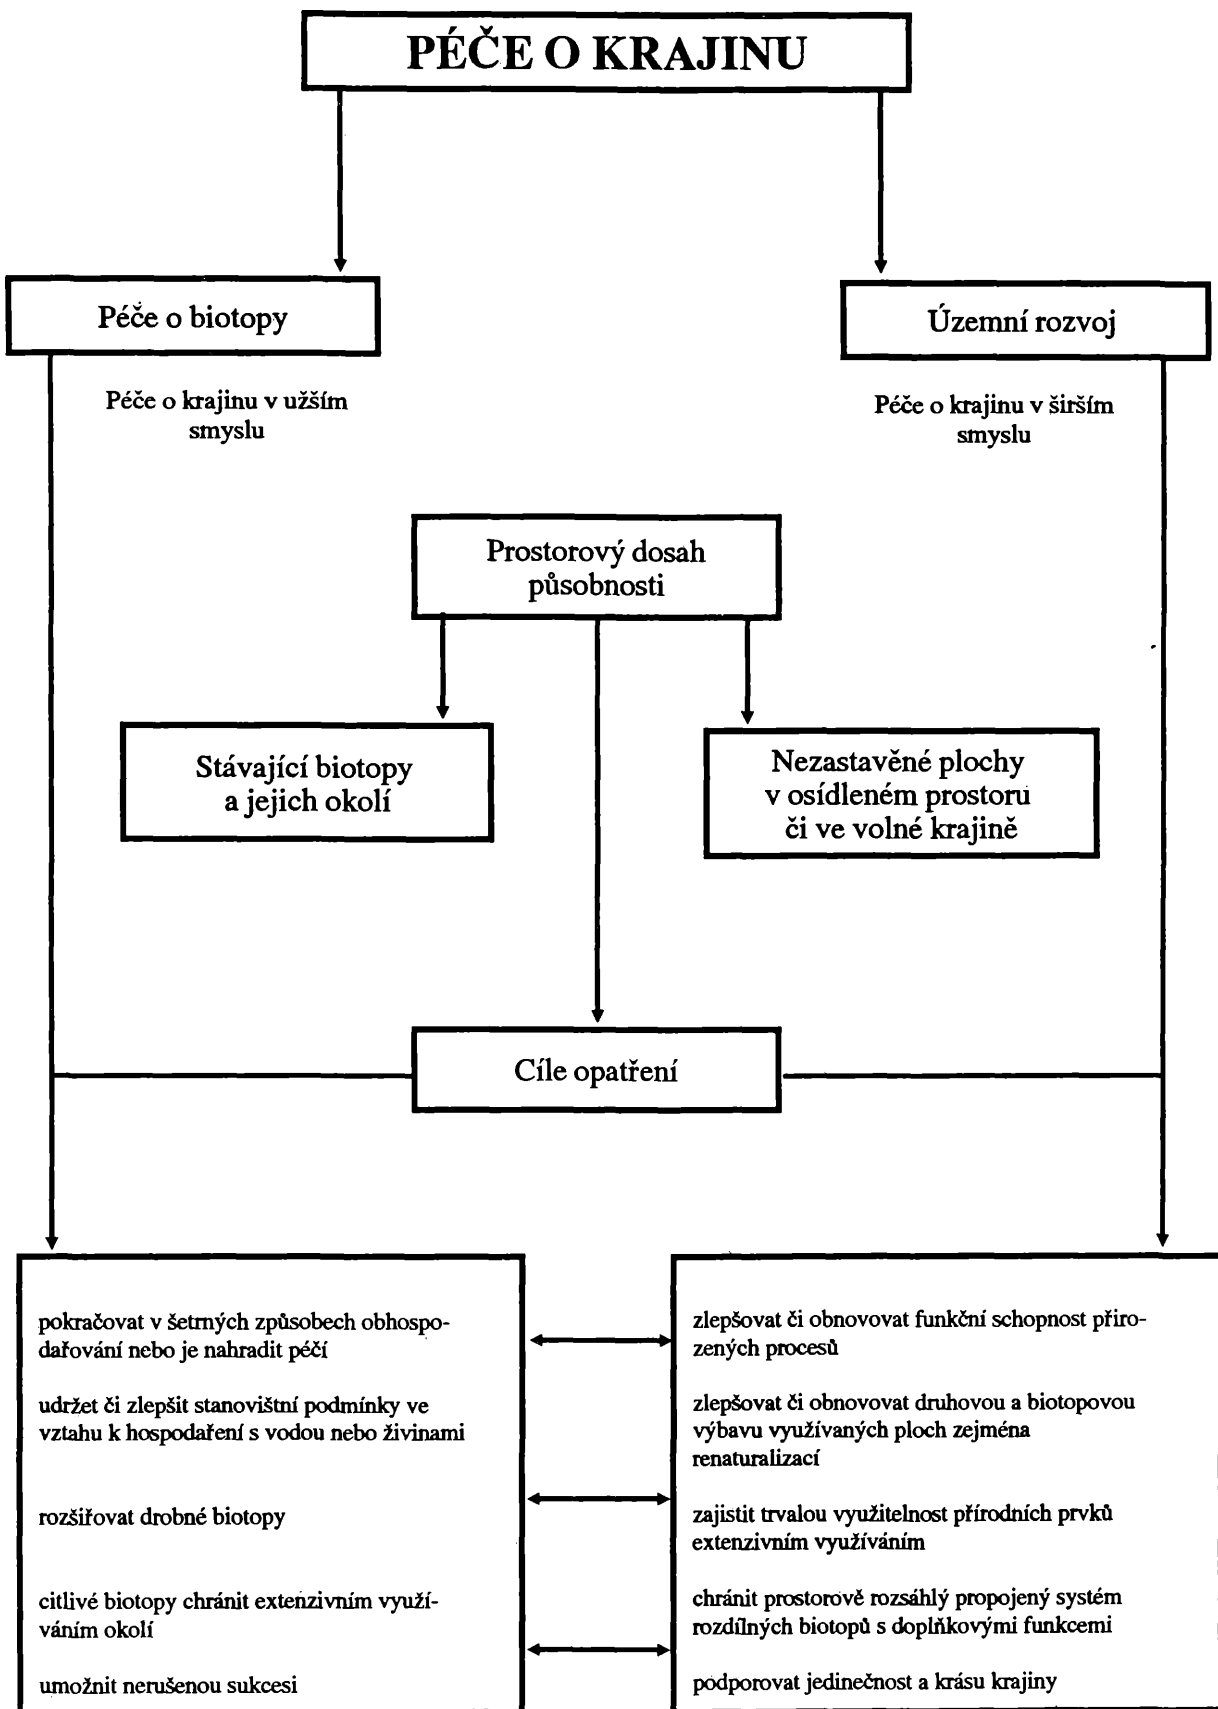 PÉČE O KRAJINU
Péče o biotopy
Územní rozvoj
Péče o krajinu v užším
smyslu
Péče o krajinu v širším
smyslu
Prostorový dosah
působnosti
Stávající biotopy
a jejich okolí
Nezastavěné plochy
v osídleném prostoru
či ve volné krajině
Cíle opatření
pokračovat v šetrných způsobech obhospo-
dařování nebo je nahradit péčí
udržet či zlepšit stanovištní podmínky ve
vztahu k hospodaření s vodou nebo živinami
rozšiřovat drobné biotopy
citlivé biotopy chránit extenzivním využí-
váním okolí
umožnit nerušenou sukcesi
zlepšovat či obnovovat funkční schopnost přiro-
zených procesů
zlepšovat či obnovovat druhovou a biotopovou
výbavu využívaných ploch zejména
renaturalizací
zajistit trvalou využitelnost přírodních prvků
extenzivním využíváním
chránit prostorově rozsáhlý propojený systém
rozdílných biotopů s doplňkovými funkcemi
podporovat jedinečnost a krásu krajiny